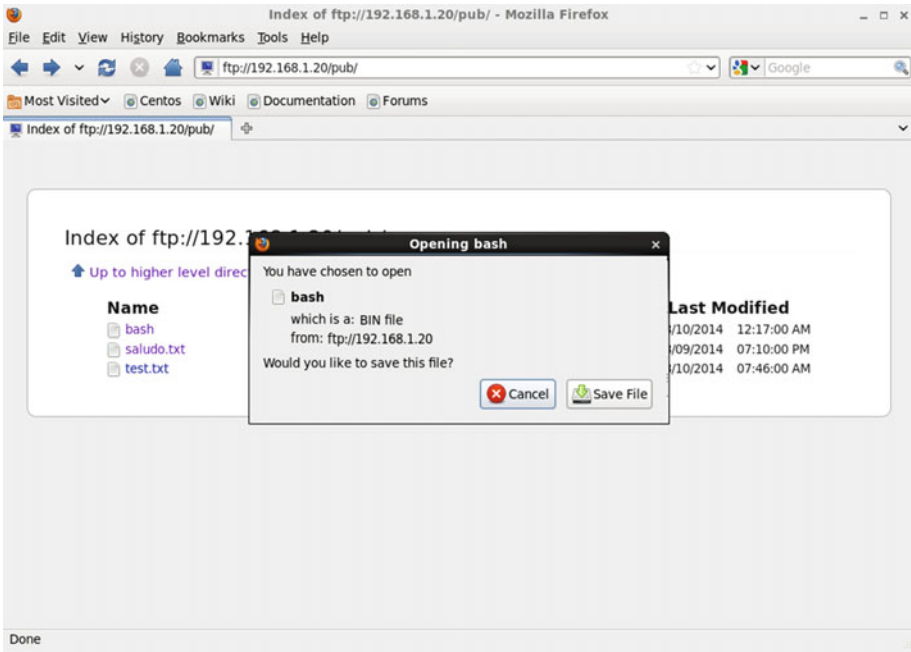 Index of ftp://192.168.1.20/pub/ - Mozilla Firefox
File Edit View History Bookmarks Tools Help
ftp://192.168.1.20/pub/
Google
Most Visited Centos Wiki Documentation Forums
Index of ftp://192.168.1.20/pub/
Index of ftp://192.
Up to higher level direc
Name Last Modified
bash /10/2014 12:17:00 AM
saludo.txt /09/2014 07:10:00 PM
test.txt /10/2014 07:46:00 AM
Opening bash
You have chosen to open
bash
which is a: BIN file
from: ftp://192.168.1.20
Would you like to save this file?
Cancel Save File
Done